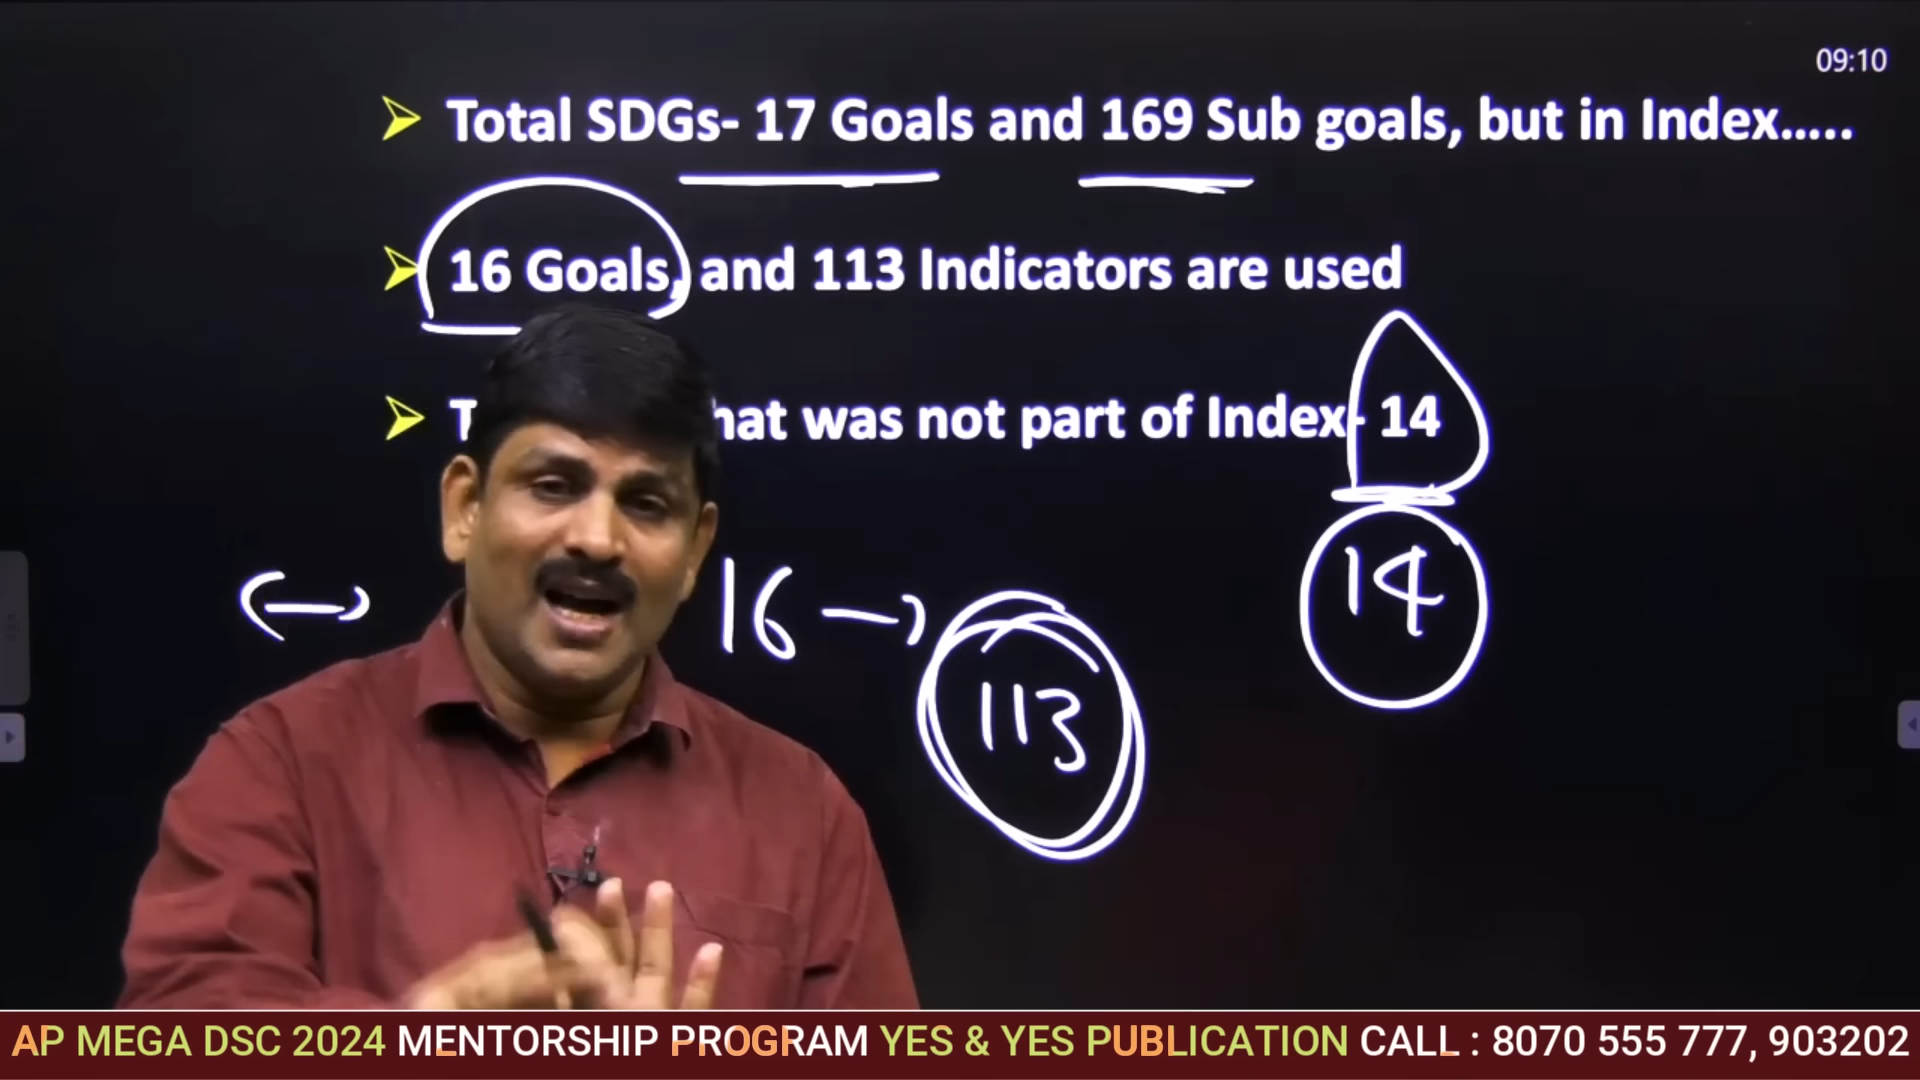 09:10
Total SDGs- 17 Goals and 169 Sub goals, but in Index.....
16 Goals, and 113 Indicators are used
was not part of Index- 14
16
113
14
AP MEGA DSC 2024 MENTORSHIP PROGRAM YES & YES PUBLICATION CALL : 8070 555 777, 903202